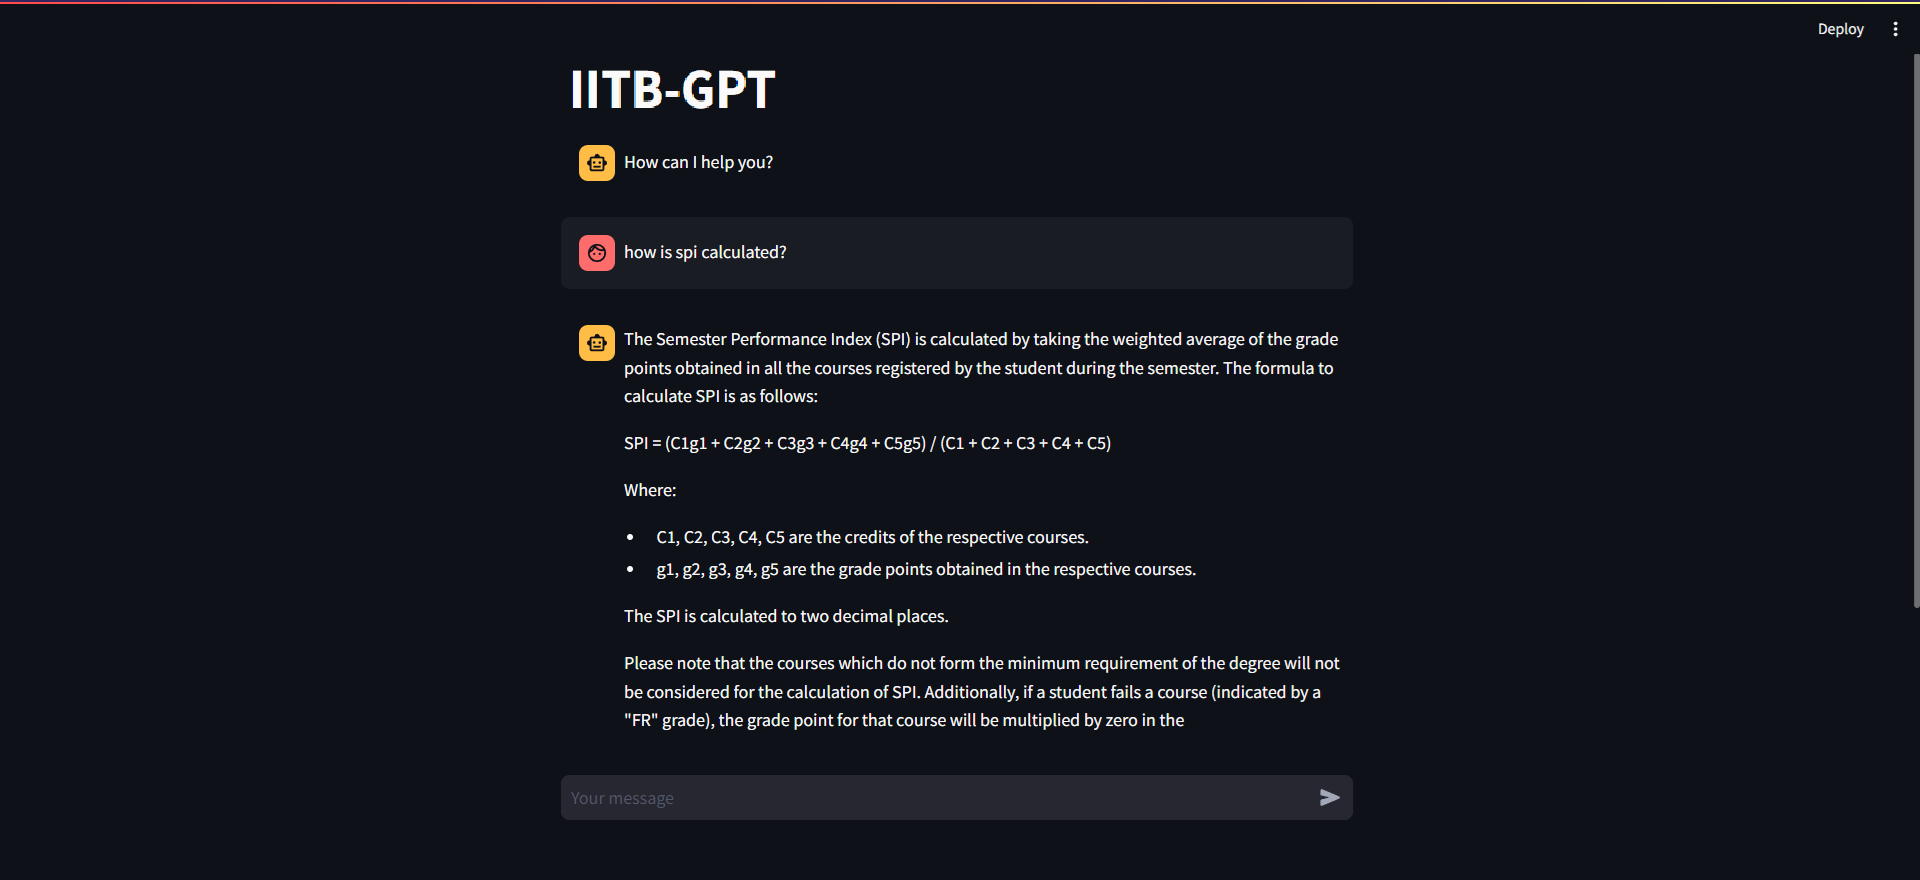 Deploy
IITB-GPT
How can I help you?
how is spi calculated?
The Semester Performance Index (SPI) is calculated by taking the weighted average of the grade
points obtained in all the courses registered by the student during the semester. The formula to
calculate SPI is as follows:
SPI = (C1g1 + C2g2 + C3g3 + C4g4 + C5g5) / (C1 + C2 + C3 + C4 + C5)
Where:
• C1, C2, C3, C4, C5 are the credits of the respective courses.
• g1, g2, g3, g4, g5 are the grade points obtained in the respective courses.
The SPI is calculated to two decimal places.
Please note that the courses which do not form the minimum requirement of the degree will not
be considered for the calculation of SPI. Additionally, if a student fails a course (indicated by a
"FR" grade), the grade point for that course will be multiplied by zero in the
Your message